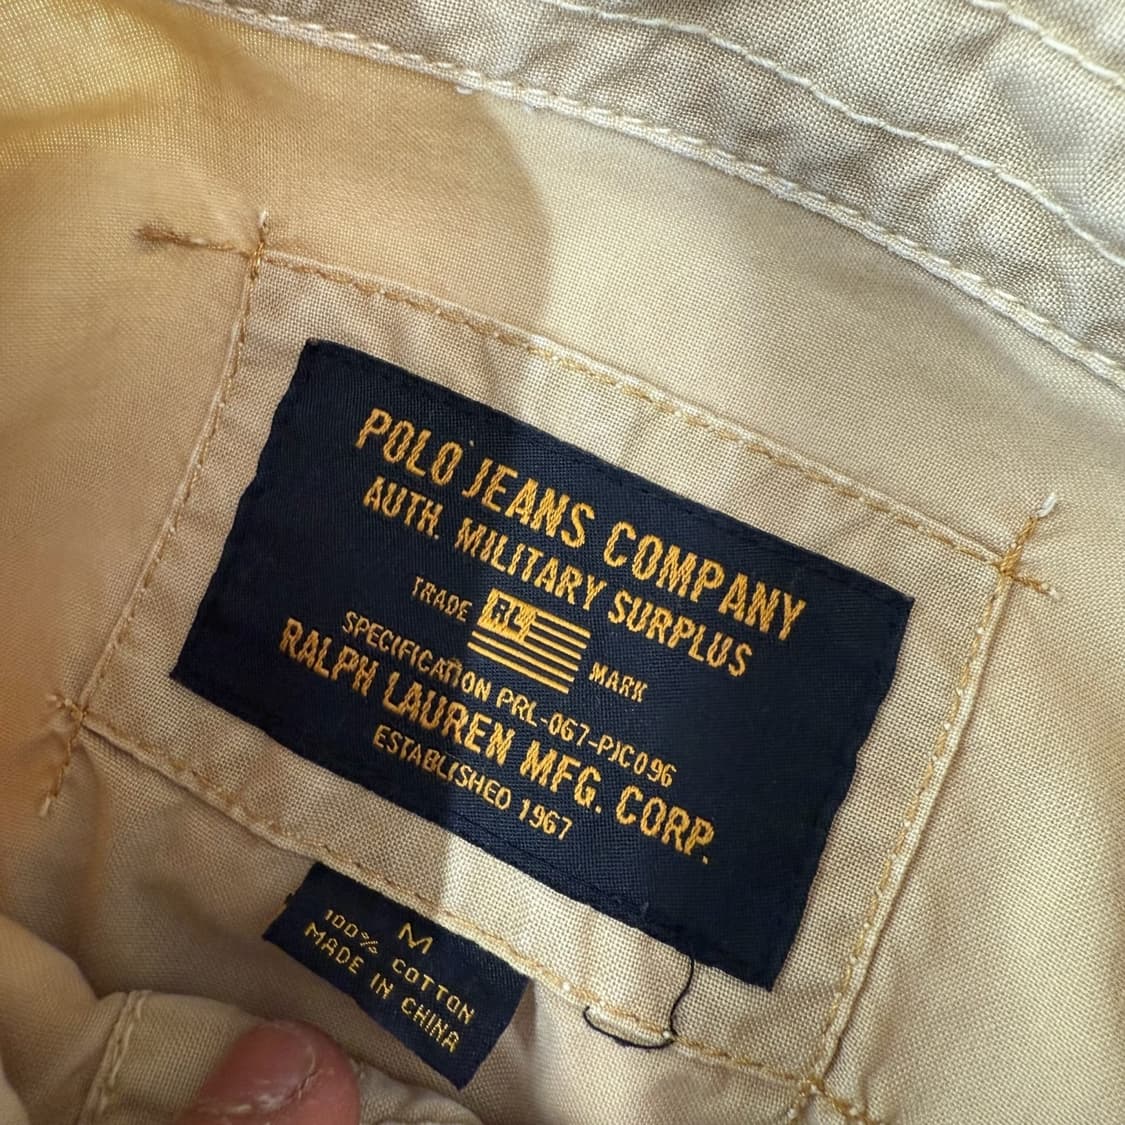 POLO JEANS COMPANY
AUTH. MILITARY SURPLUS
TRADE RL MARK
SPECIFICATION PRL-067-PJC096
RALPH LAUREN MFG. CORP.
ESTABLISHED 1967
M
100% COTTON
MADE IN CHINA